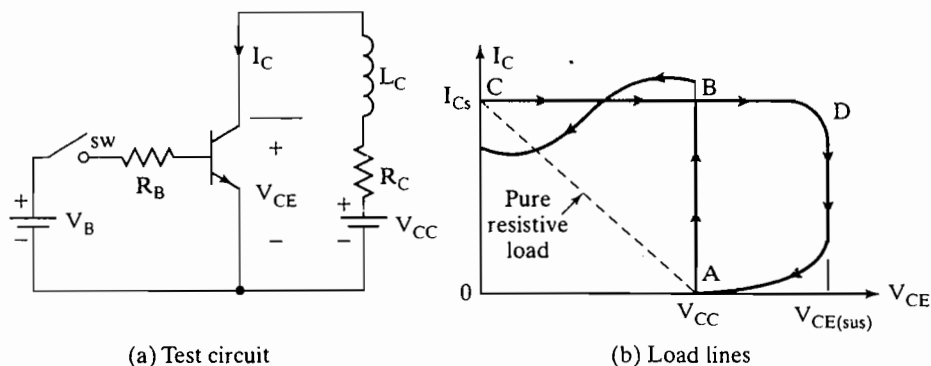 I_C
L_C
SW
+
R_B
V_CE
R_C
+
V_B
−
−
+
V_CC
−
(a) Test circuit
I_C
C
B
I_Cs
D
Pure
resistive
load
A
0
V_CC
V_CE(sus)
V_CE
(b) Load lines